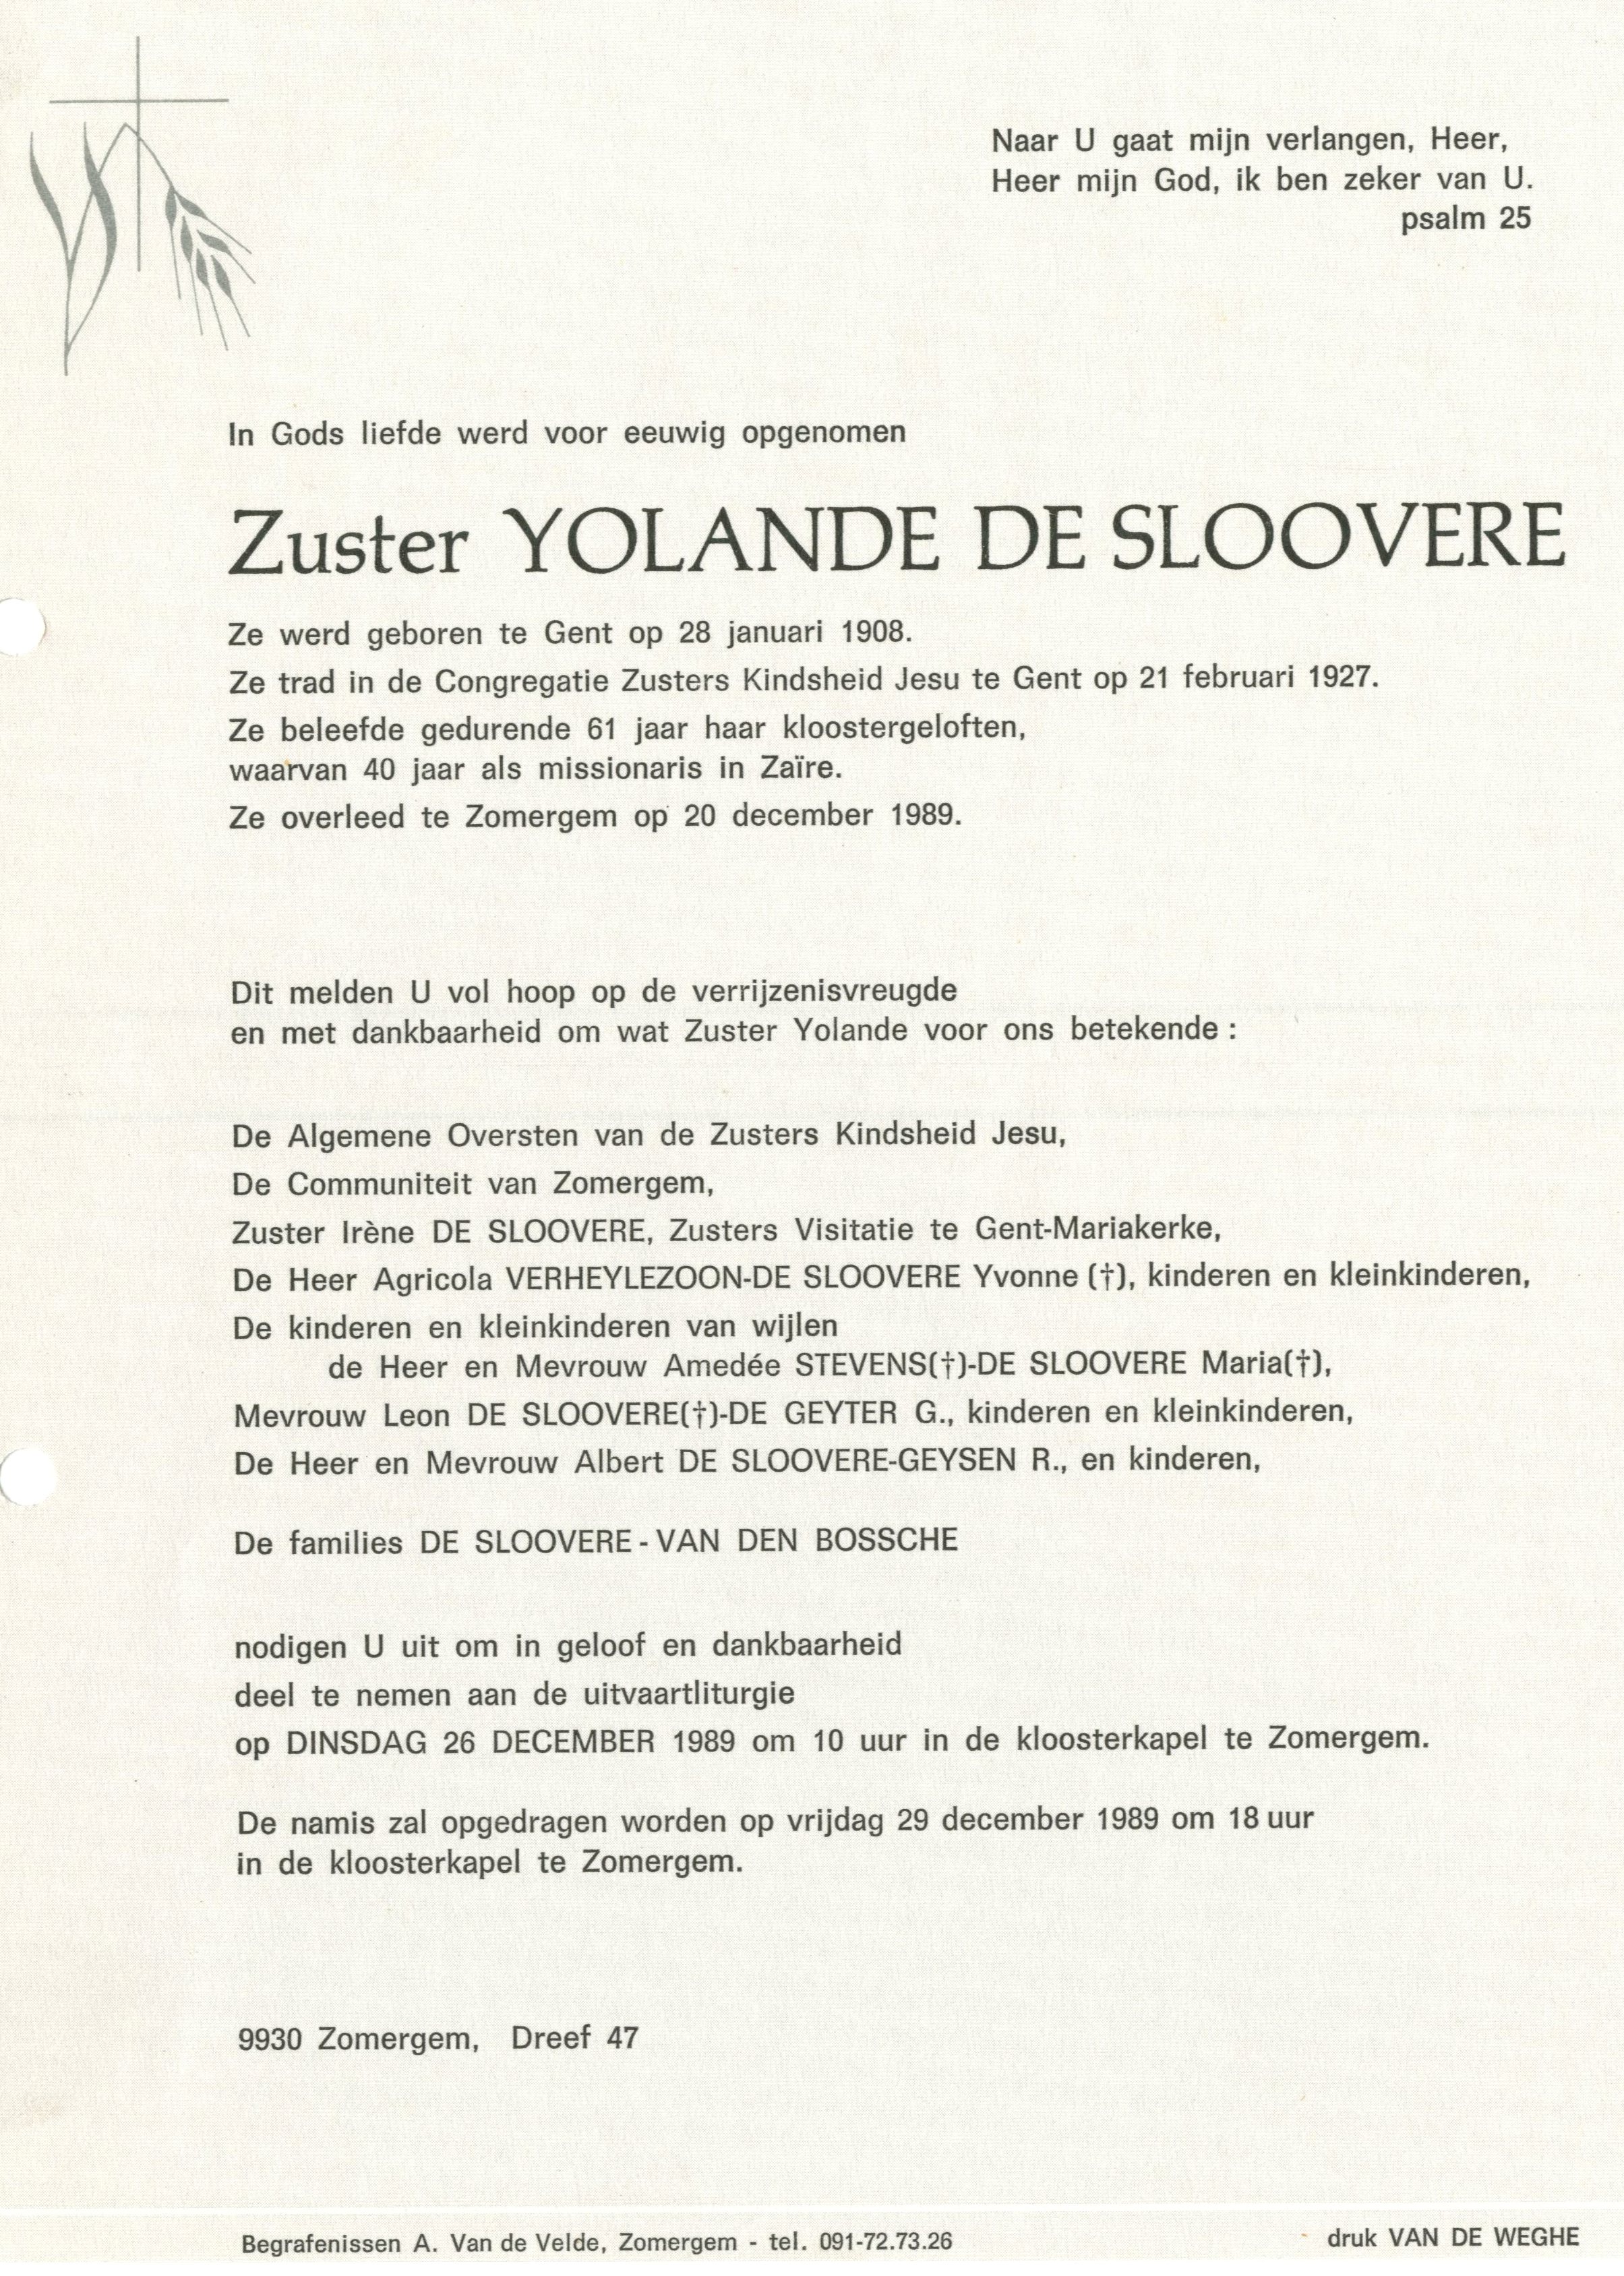 Naar U gaat mijn verlangen, Heer,
Heer mijn God, ik ben zeker van U.
psalm 25
In Gods liefde werd voor eeuwig opgenomen
Zuster YOLANDE DE SLOOVERE
Ze werd geboren te Gent op 28 januari 1908.
Ze trad in de Congregatie Zusters Kindsheid Jesu te Gent op 21 februari 1927.
Ze beleefde gedurende 61 jaar haar kloostergeloften,
waarvan 40 jaar als missionaris in Zaïre.
Ze overleed te Zomergem op 20 december 1989.
Dit melden U vol hoop op de verrijzenisvreugde
en met dankbaarheid om wat Zuster Yolande voor ons betekende :
De Algemene Oversten van de Zusters Kindsheid Jesu,
De Communiteit van Zomergem,
Zuster Irène DE SLOOVERE, Zusters Visitatie te Gent-Mariakerke,
De Heer Agricola VERHEYLEZOON-DE SLOOVERE Yvonne (†), kinderen en kleinkinderen,
De kinderen en kleinkinderen van wijlen
de Heer en Mevrouw Amedée STEVENS(†)-DE SLOOVERE Maria(†),
Mevrouw Leon DE SLOOVERE(†)-DE GEYTER G., kinderen en kleinkinderen,
De Heer en Mevrouw Albert DE SLOOVERE-GEYSEN R., en kinderen,
De families DE SLOOVERE - VAN DEN BOSSCHE
nodigen U uit om in geloof en dankbaarheid
deel te nemen aan de uitvaartliturgie
op DINSDAG 26 DECEMBER 1989 om 10 uur in de kloosterkapel te Zomergem.
De namis zal opgedragen worden op vrijdag 29 december 1989 om 18 uur
in de kloosterkapel te Zomergem.
9930 Zomergem, Dreef 47
Begrafenissen A. Van de Velde, Zomergem - tel. 091-72.73.26
druk VAN DE WEGHE